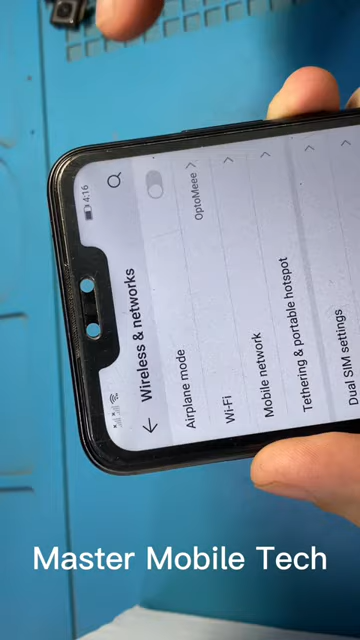 4:16
Wireless & networks
Airplane mode
Wi-Fi
OptoMeee
Mobile network
Tethering & portable hotspot
Dual SIM settings
Master Mobile Tech